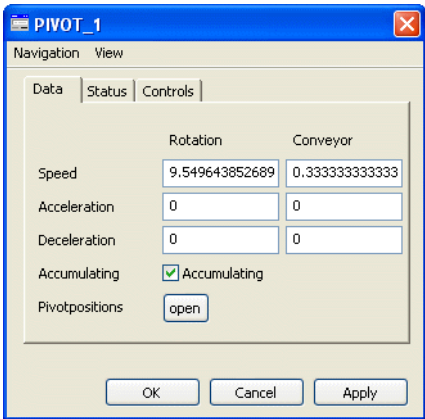 PIVOT_1
Navigation View
Data Status Controls
Rotation Conveyor
Speed 9.549643852689 0.333333333333
Acceleration 0 0
Deceleration 0 0
Accumulating Accumulating
Pivotpositions open
OK Cancel Apply